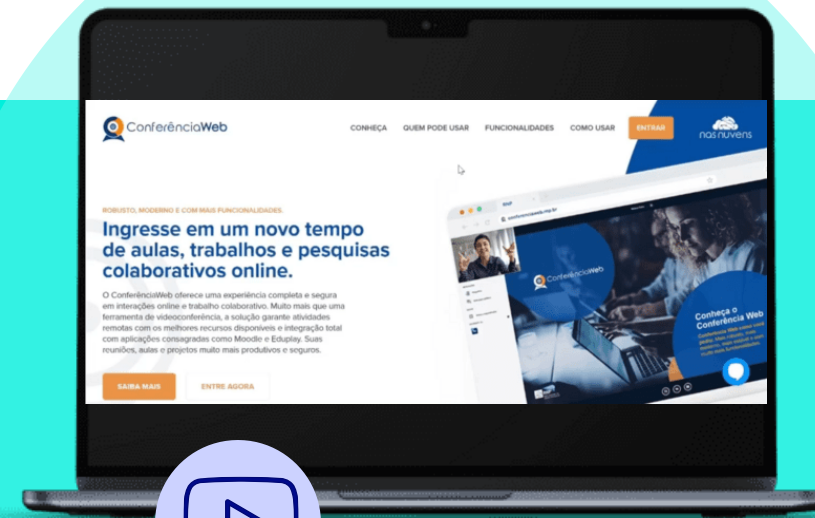 ConferênciaWeb
CONHEÇA
QUEM PODE USAR
FUNCIONALIDADES
COMO USAR
ENTRAR
nas nuvens
ROBUSTO, MODERNO E COM MAIS FUNCIONALIDADES.
Ingresse em um novo tempo
de aulas, trabalhos e pesquisas
colaborativos online.
O ConferênciaWeb oferece uma experiência completa e segura
em interações online e trabalho colaborativo. Muito mais que uma
ferramenta de videoconferência, a solução garante atividades
remotas com os melhores recursos disponíveis e integração total
com aplicações consagradas como Moodle e Eduplay. Suas
reuniões, aulas e projetos muito mais produtivos e seguros.
SAIBA MAIS
ENTRE AGORA
RNP
conferenciaweb.rnp.br
ConferênciaWeb
Conheça o
Conferência Web